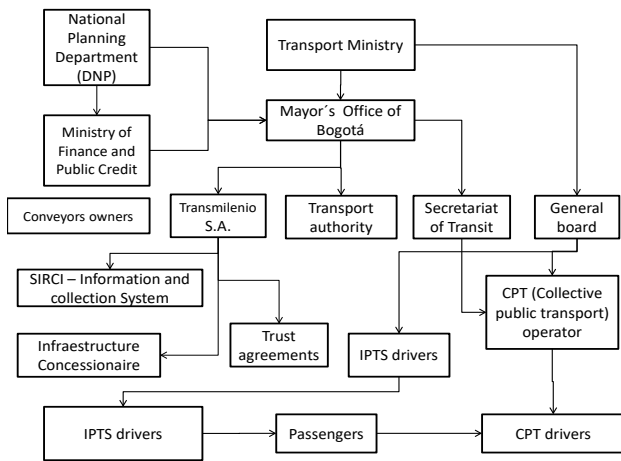 National
Planning
Department
(DNP)
Transport Ministry
Ministry of
Finance and
Public Credit
Mayor´s Office of
Bogotá
Conveyors owners
Transmilenio
S.A.
Transport
authority
Secretariat
of Transit
General
board
SIRCI – Information and
collection System
CPT (Collective
public transport)
operator
Infraestructure
Concessionaire
Trust
agreements
IPTS drivers
IPTS drivers
Passengers
CPT drivers